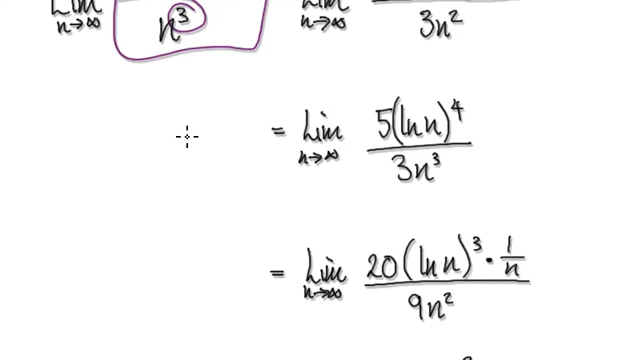 Lim n→∞ n³ Lim n→∞ 3n²
= Lim n→∞ 5(ln n)⁴ / 3n³
= Lim n→∞ 20(ln n)³ · 1/n / 9n²